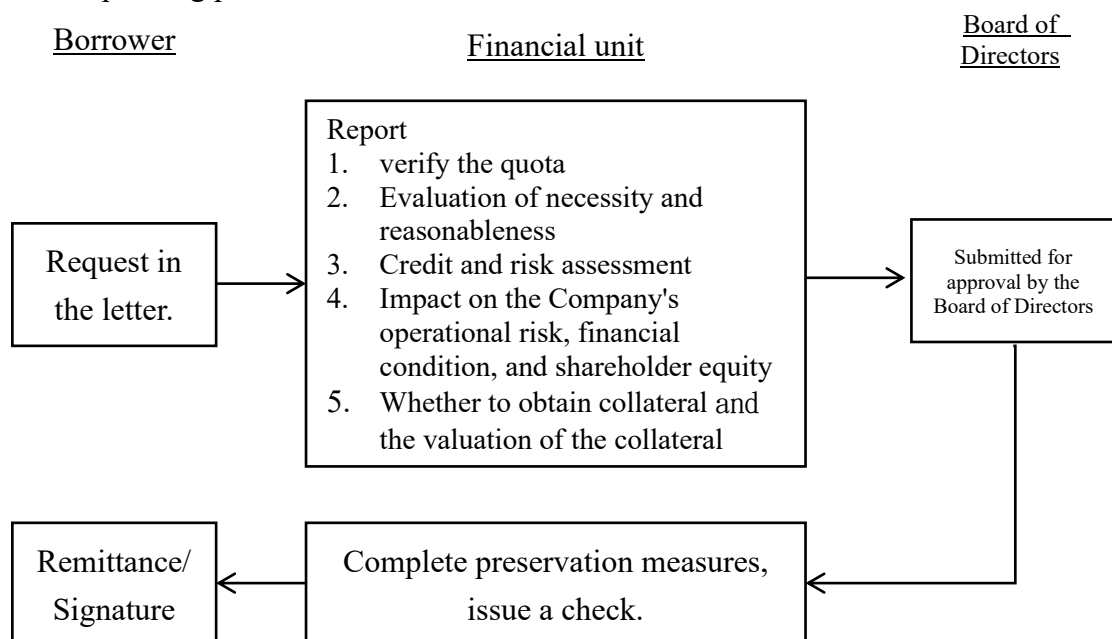 Borrower
Financial unit
Board of
Directors
Report
1. verify the quota
2. Evaluation of necessity and
reasonableness
3. Credit and risk assessment
4. Impact on the Company's
operational risk, financial
condition, and shareholder equity
5. Whether to obtain collateral and
the valuation of the collateral
Request in
the letter.
Submitted for
approval by the
Board of Directors
Remittance/
Signature
Complete preservation measures,
issue a check.